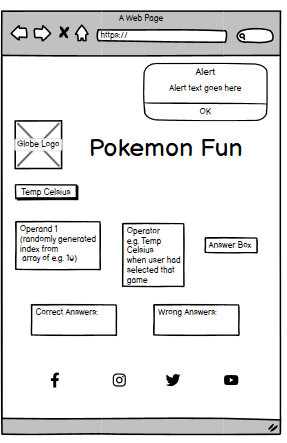 A Web Page
https://
Alert
Alert text goes here
OK
Globe Logo
Pokemon Fun
Temp Celsius
Operand 1
(randomly generated
index from
array of e.g. 10)
Operator
e.g. Temp
Celsius
when user had
selected that
game
Answer Box
Correct Answers:
Wrong Answers: